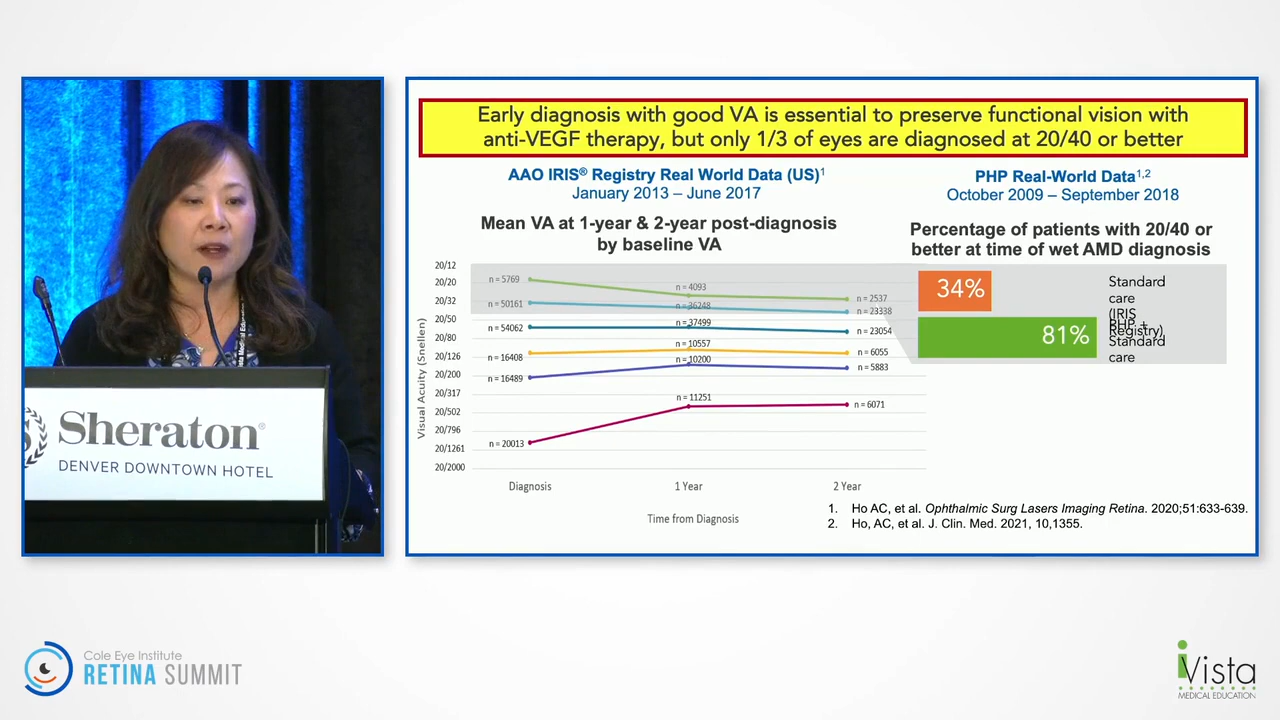 Early diagnosis with good VA is essential to preserve functional vision with
anti-VEGF therapy, but only 1/3 of eyes are diagnosed at 20/40 or better
AAO IRIS® Registry Real World Data (US)1
January 2013 – June 2017
Mean VA at 1-year & 2-year post-diagnosis
by baseline VA
Visual Acuity (Snellen)
20/12
20/20
20/32
20/50
20/80
20/126
20/200
20/317
20/502
20/796
20/1261
20/2000
n = 5769
n = 4093
n = 2537
n = 50161
n = 36248
n = 23338
n = 54062
n = 37499
n = 23054
n = 16408
n = 10557
n = 6055
n = 16489
n = 10200
n = 5883
n = 20013
n = 11251
n = 6071
Diagnosis
1 Year
2 Year
Time from Diagnosis
PHP Real-World Data1,2
October 2009 – September 2018
Percentage of patients with 20/40 or
better at time of wet AMD diagnosis
34%
Standard
care
(IRIS
Registry)
81%
PHP +
Standard
care
1. Ho AC, et al. Ophthalmic Surg Lasers Imaging Retina. 2020;51:633-639.
2. Ho, AC, et al. J. Clin. Med. 2021, 10,1355.
Sheraton®
DENVER DOWNTOWN HOTEL
Cole Eye Institute
RETINA SUMMIT
iVista
MEDICAL EDUCATION